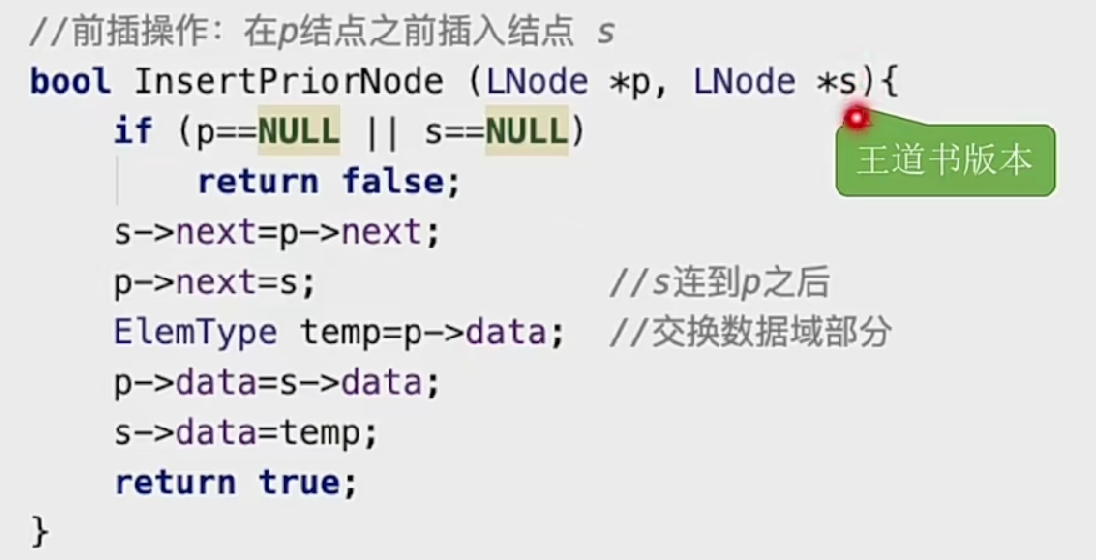 //前插操作：在p结点之前插入结点 s
bool InsertPriorNode (LNode *p, LNode *s){
    if (p==NULL || s==NULL)
        return false;
王道书版本
    s->next=p->next;
    p->next=s;              //s连到p之后
    ElemType temp=p->data;  //交换数据域部分
    p->data=s->data;
    s->data=temp;
    return true;
}